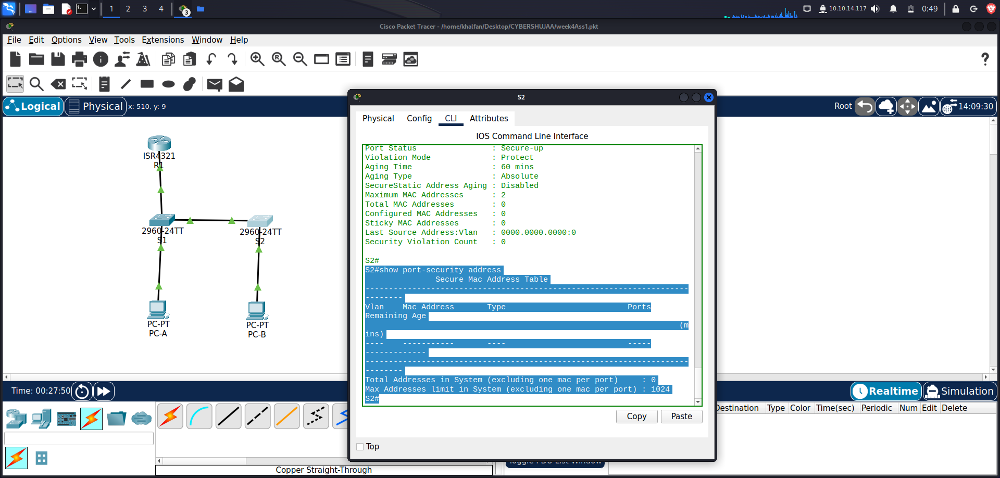 1 2 3 4 3 10.10.14.117 0:49
Cisco Packet Tracer - /home/khalfan/Desktop/CYBERSHUJAA/week4Ass1.pkt
File Edit Options View Tools Extensions Window Help
Logical Physical x: 510, y: 9 Root 14:09:30
ISR4321
R1
2960-24TT
S1
2960-24TT
S2
PC-PT
PC-A
PC-PT
PC-B
S2
Physical Config CLI Attributes
IOS Command Line Interface
Port Status : Secure-up
Violation Mode : Protect
Aging Time : 60 mins
Aging Type : Absolute
SecureStatic Address Aging : Disabled
Maximum MAC Addresses : 2
Total MAC Addresses : 0
Configured MAC Addresses : 0
Sticky MAC Addresses : 0
Last Source Address:Vlan : 0000.0000.0000:0
Security Violation Count : 0
S2#
S2#show port-security address
Secure Mac Address Table
---------------------------------------------------------------------
--------
Vlan Mac Address Type Ports
Remaining Age
(m
ins)
---- ----------- ---- -----
-------------
---------------------------------------------------------------------
--------
Total Addresses in System (excluding one mac per port) : 0
Max Addresses limit in System (excluding one mac per port) : 1024
S2#
Copy Paste
Top
Time: 00:27:50 Realtime Simulation
Destination Type Color Time(sec) Periodic Num Edit Delete
Toggle PDU List Window
Copper Straight-Through